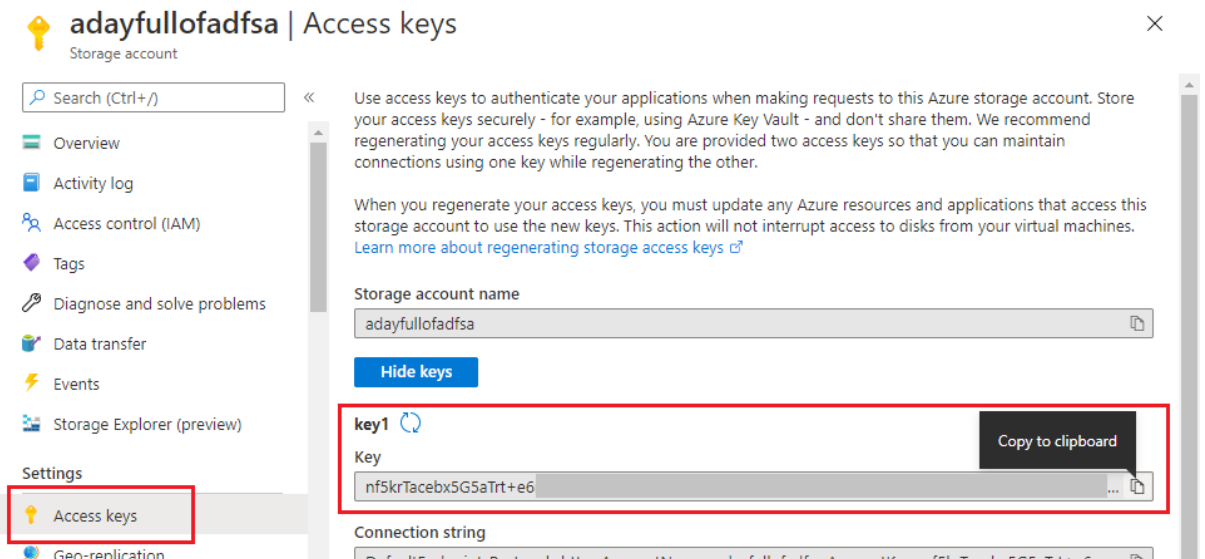 adayfullofadfsa | Access keys
Storage account
Search (Ctrl+/)
«
Overview
Activity log
Access control (IAM)
Tags
Diagnose and solve problems
Data transfer
Events
Storage Explorer (preview)
Settings
Access keys
Geo-replication
Use access keys to authenticate your applications when making requests to this Azure storage account. Store
your access keys securely - for example, using Azure Key Vault - and don't share them. We recommend
regenerating your access keys regularly. You are provided two access keys so that you can maintain
connections using one key while regenerating the other.
When you regenerate your access keys, you must update any Azure resources and applications that access this
storage account to use the new keys. This action will not interrupt access to disks from your virtual machines.
Learn more about regenerating storage access keys
Storage account name
adayfullofadfsa
Hide keys
key1
Copy to clipboard
Key
nf5krTacebx5G5aTrt+e6 ...
Connection string